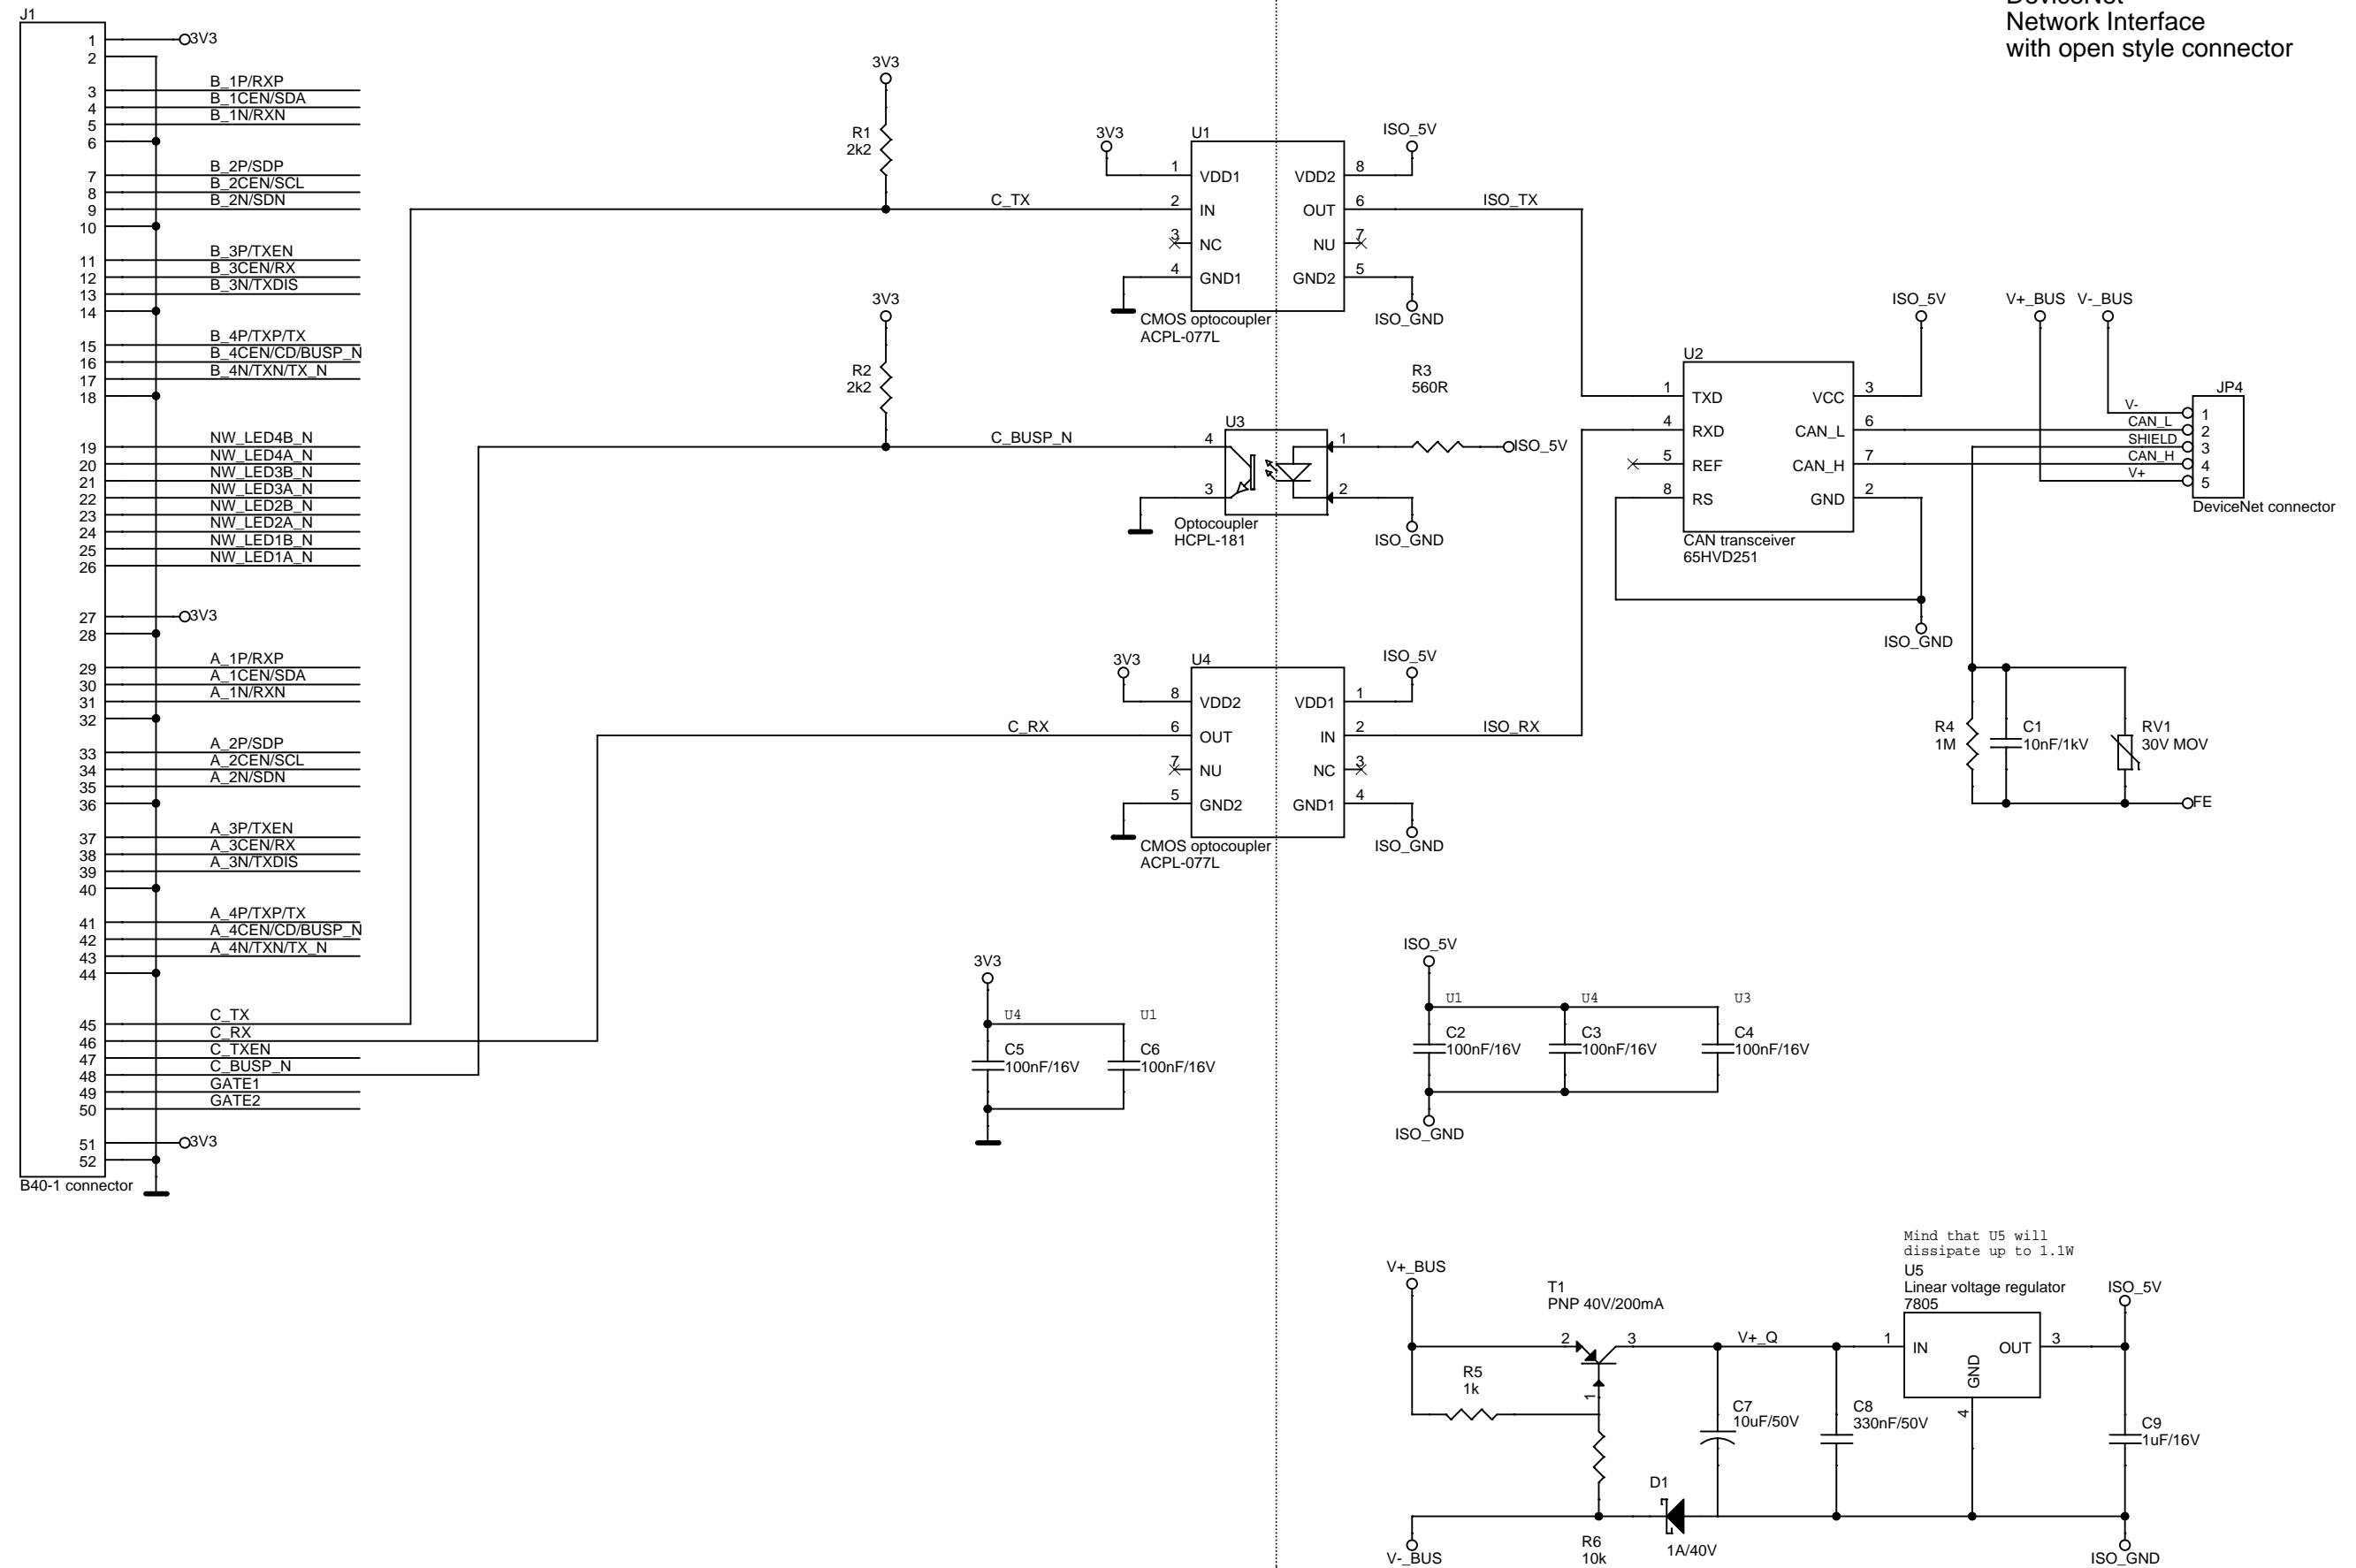 DeviceNet
Network Interface
with open style connector
J1
1
3V3
2
3
B_1P/RXP
4
B_1CEN/SDA
5
B_1N/RXN
6
7
B_2P/SDP
8
B_2CEN/SCL
9
B_2N/SDN
10
11
B_3P/TXEN
12
B_3CEN/RX
13
B_3N/TXDIS
14
15
B_4P/TXP/TX
16
B_4CEN/CD/BUSP_N
17
B_4N/TXN/TX_N
18
19
NW_LED4B_N
20
NW_LED4A_N
21
NW_LED3B_N
22
NW_LED3A_N
23
NW_LED2B_N
24
NW_LED2A_N
25
NW_LED1B_N
26
NW_LED1A_N
27
3V3
28
29
A_1P/RXP
30
A_1CEN/SDA
31
A_1N/RXN
32
33
A_2P/SDP
34
A_2CEN/SCL
35
A_2N/SDN
36
37
A_3P/TXEN
38
A_3CEN/RX
39
A_3N/TXDIS
40
41
A_4P/TXP/TX
42
A_4CEN/CD/BUSP_N
43
A_4N/TXN/TX_N
44
45
C_TX
46
C_RX
47
C_TXEN
48
C_BUSP_N
49
GATE1
50
GATE2
51
3V3
52
B40-1 connector
3V3
R1
2k2
C_TX
3V3
R2
2k2
C_BUSP_N
C_RX
3V3
U1
ISO_5V
1
VDD1
VDD2
8
2
IN
OUT
6
ISO_TX
3
NC
NU
7
4
GND1
GND2
5
ISO_GND
CMOS optocoupler
ACPL-077L
R3
560R
U3
4
1
ISO_5V
3
2
Optocoupler
HCPL-181
ISO_GND
3V3
U4
ISO_5V
8
VDD2
VDD1
1
6
OUT
IN
2
ISO_RX
7
NU
NC
3
5
GND2
GND1
4
ISO_GND
CMOS optocoupler
ACPL-077L
ISO_5V
U2
1
TXD
VCC
3
4
RXD
CAN_L
6
5
REF
CAN_H
7
8
RS
GND
2
CAN transceiver
65HVD251
ISO_GND
V+_BUS
V-_BUS
JP4
V-
1
CAN_L
2
SHIELD
3
CAN_H
4
V+
5
DeviceNet connector
R4
1M
C1
10nF/1kV
RV1
30V MOV
FE
3V3
U4
U1
C5
100nF/16V
C6
100nF/16V
ISO_5V
U1
U4
U3
C2
100nF/16V
C3
100nF/16V
C4
100nF/16V
ISO_GND
Mind that U5 will
dissipate up to 1.1W
V+_BUS
T1
PNP 40V/200mA
U5
Linear voltage regulator
7805
ISO_5V
2
3
V+_Q
1
IN
OUT
3
GND
4
R5
1k
1
C7
10uF/50V
C8
330nF/50V
C9
1uF/16V
D1
1A/40V
R6
10k
V-_BUS
ISO_GND